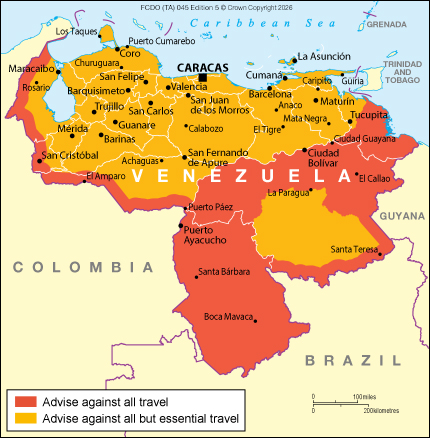 FCDO (TA) 045 Edition 5 © Crown Copyright 2026
Caribbean Sea
GRENADA
Los Taques
Puerto Cumarebo
Coro
La Asunción
TRINIDAD
AND
TOBAGO
Churuguara
Maracaibo
CARACAS
Cumaná
Güiria
San Felipe
Caripito
Rosario
Valencia
Barcelona
Barquisimeto
San Juan
de los Morros
Maturín
Anaco
Trujillo
San Carlos
Tucupita
Mata Negra
Guanare
Calabozo
El Tigre
Mérida
Barinas
Ciudad Guayana
San Cristóbal
Achaguas
San Fernando
de Apure
Ciudad
Bolívar
VENEZUELA
El Amparo
El Callao
La Paragua
Puerto Páez
GUYANA
Puerto
Ayacucho
Santa Teresa
COLOMBIA
Santa Bárbara
Boca Mavaca
BRAZIL
Advise against all travel
Advise against all but essential travel
100miles
200kilometres